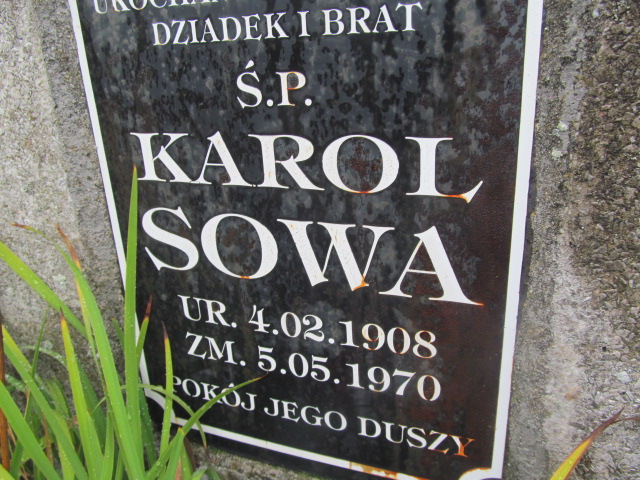 DZIADEK I BRAT
Ś.P.
KAROL
SOWA
UR. 4.02.1908
ZM. 5.05.1970
POKÓJ JEGO DUSZY